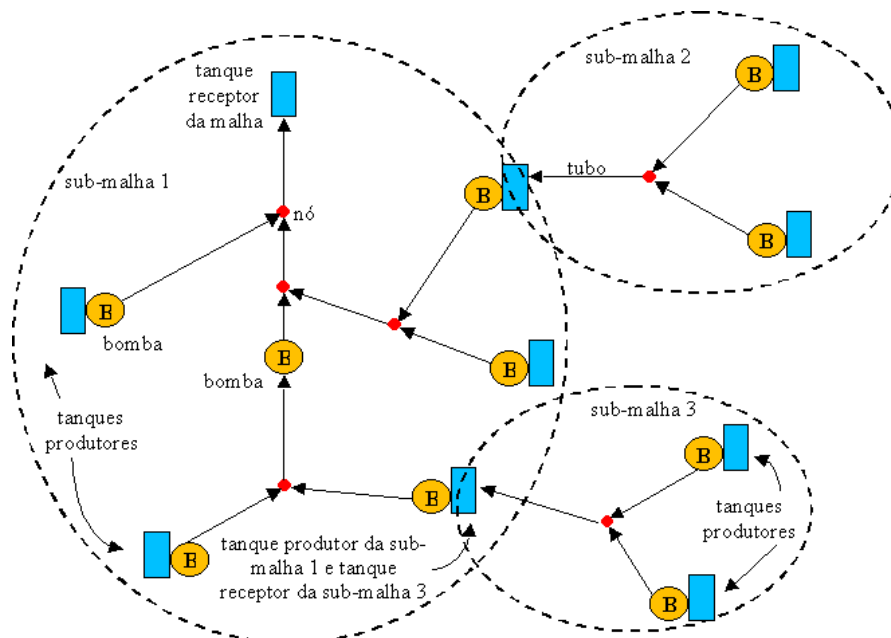 tanque
receptor
da malha
sub-malha 1
nó
B
bomba
B
bomba
tanques
produtores
B
B
B
B
tanque produtor da sub-
malha 1 e tanque
receptor da sub-malha 3
sub-malha 2
B
tubo
B
sub-malha 3
B
tanques
produtores
B